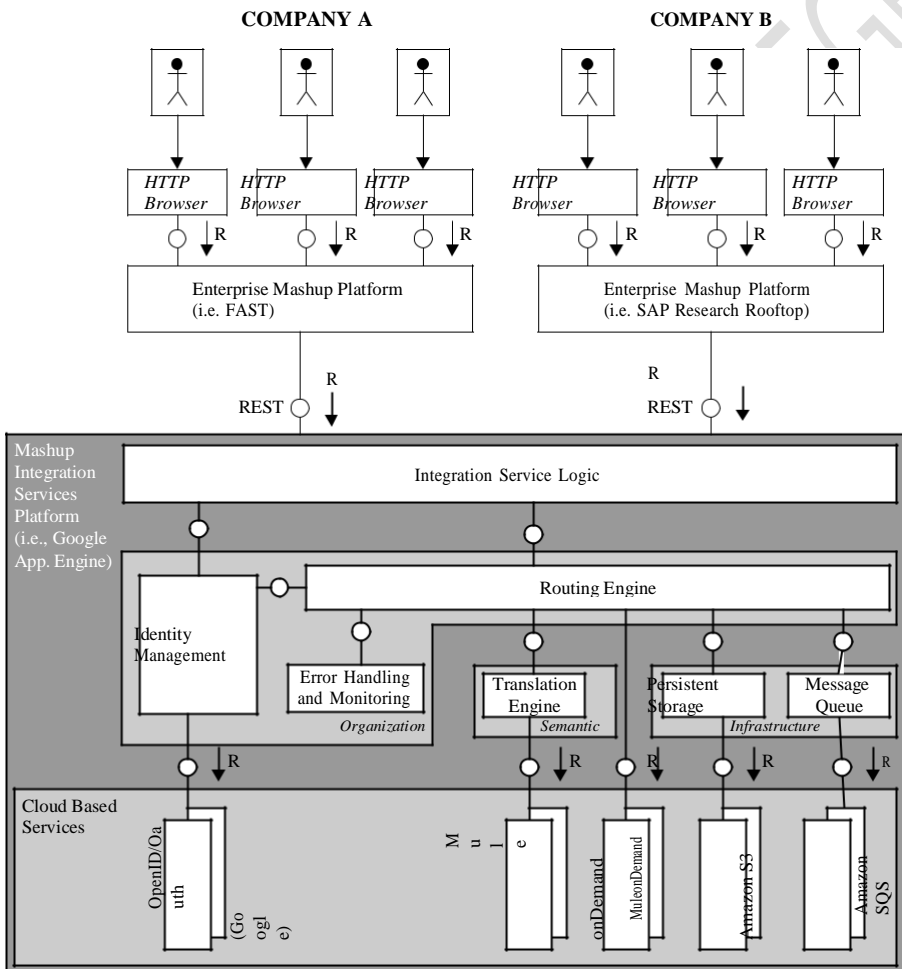 COMPANY A
COMPANY B
HTTP
Browser
HTTP
Browser
HTTP
Browser
HTTP
Browser
HTTP
Browser
HTTP
Browser
R
R
R
R
R
R
Enterprise Mashup Platform
(i.e. FAST)
Enterprise Mashup Platform
(i.e. SAP Research Rooftop)
R
R
REST
REST
Mashup
Integration
Services
Platform
(i.e., Google
App. Engine)
Integration Service Logic
Routing Engine
Identity
Management
Error Handling
and Monitoring
Organization
Translation
Engine
Semantic
Persistent
Storage
Message
Queue
Infrastructure
R
R
R
R
R
Cloud Based
Services
OpenID/Oa
uth
(Go
ogl
e)
M
u
l
e
onDemand
MuleonDemand
Amazon S3
Amazon
SQS